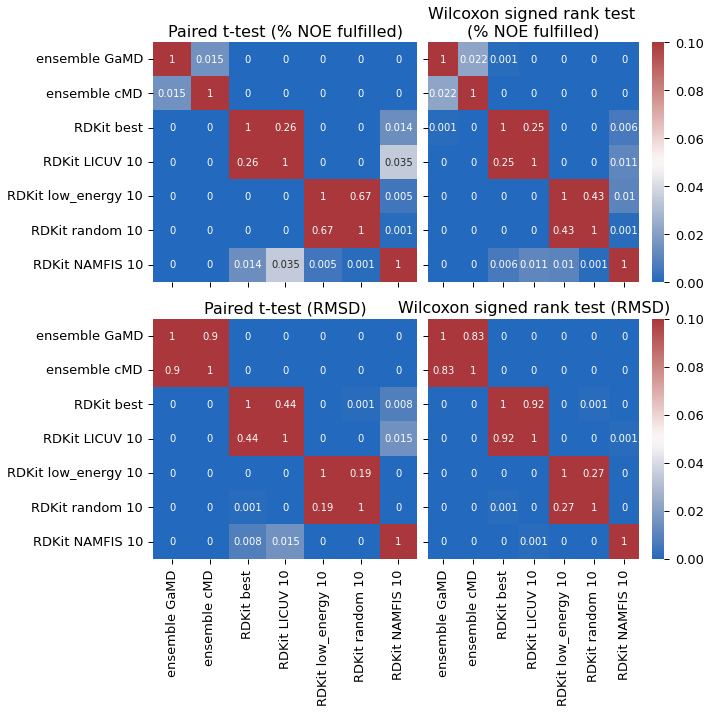 Paired t-test (% NOE fulfilled)
Wilcoxon signed rank test
(% NOE fulfilled)
ensemble GaMD 1 0.015 0 0 0 0 0
ensemble cMD 0.015 1 0 0 0 0 0
RDKit best 0 0 1 0.26 0 0 0.014
RDKit LICUV 10 0 0 0.26 1 0 0 0.035
RDKit low_energy 10 0 0 0 0 1 0.67 0.005
RDKit random 10 0 0 0 0 0.67 1 0.001
RDKit NAMFIS 10 0 0 0.014 0.035 0.005 0.001 1
1 0.022 0.001 0 0 0 0
0.022 1 0 0 0 0 0
0.001 0 1 0.25 0 0 0.006
0 0 0.25 1 0 0 0.011
0 0 0 0 1 0.43 0.01
0 0 0 0 0.43 1 0.001
0 0 0.006 0.011 0.01 0.001 1
0.10
0.08
0.06
0.04
0.02
0.00
Paired t-test (RMSD)
Wilcoxon signed rank test (RMSD)
ensemble GaMD 1 0.9 0 0 0 0 0
ensemble cMD 0.9 1 0 0 0 0 0
RDKit best 0 0 1 0.44 0 0.001 0.008
RDKit LICUV 10 0 0 0.44 1 0 0 0.015
RDKit low_energy 10 0 0 0 0 1 0.19 0
RDKit random 10 0 0 0.001 0 0.19 1 0
RDKit NAMFIS 10 0 0 0.008 0.015 0 0 1
1 0.83 0 0 0 0 0
0.83 1 0 0 0 0 0
0 0 1 0.92 0 0.001 0
0 0 0.92 1 0 0 0.001
0 0 0 0 1 0.27 0
0 0 0.001 0 0.27 1 0
0 0 0 0.001 0 0 1
0.10
0.08
0.06
0.04
0.02
0.00
ensemble GaMD
ensemble cMD
RDKit best
RDKit LICUV 10
RDKit low_energy 10
RDKit random 10
RDKit NAMFIS 10
ensemble GaMD
ensemble cMD
RDKit best
RDKit LICUV 10
RDKit low_energy 10
RDKit random 10
RDKit NAMFIS 10